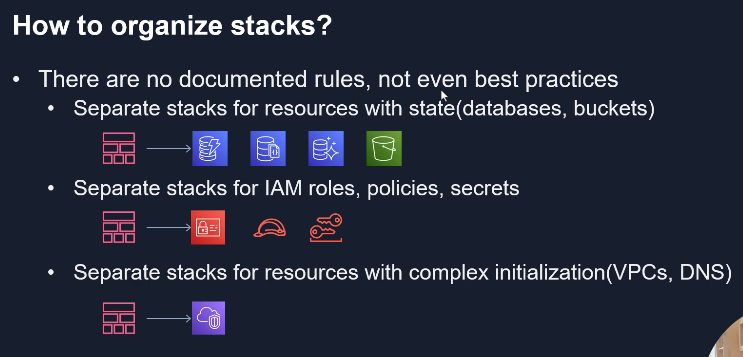 How to organize stacks?
• There are no documented rules, not even best practices
• Separate stacks for resources with state(databases, buckets)
• Separate stacks for IAM roles, policies, secrets
• Separate stacks for resources with complex initialization(VPCs, DNS)